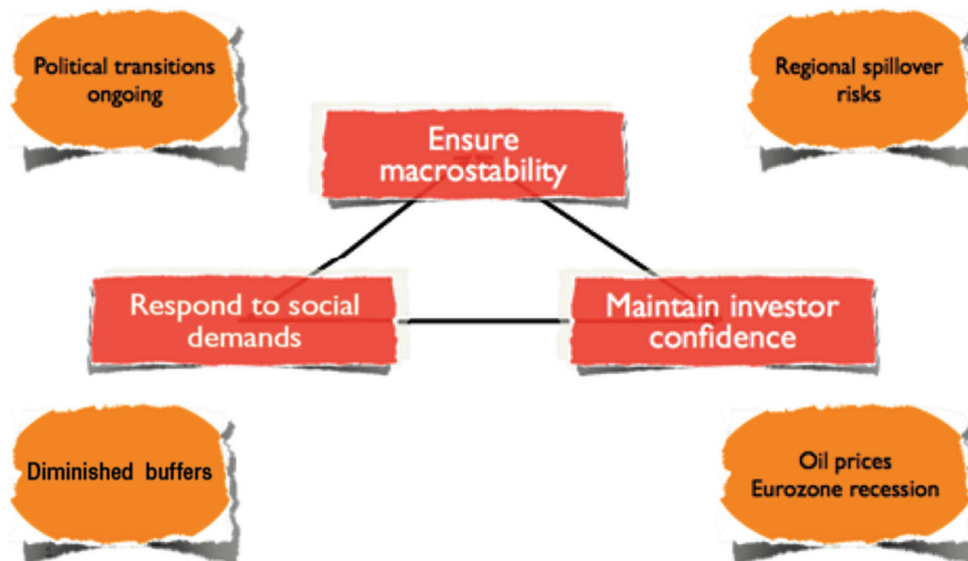 Political transitions
ongoing
Regional spillover
risks
Ensure
macrostability
Respond to social
demands
Maintain investor
confidence
Diminished buffers
Oil prices
Eurozone recession